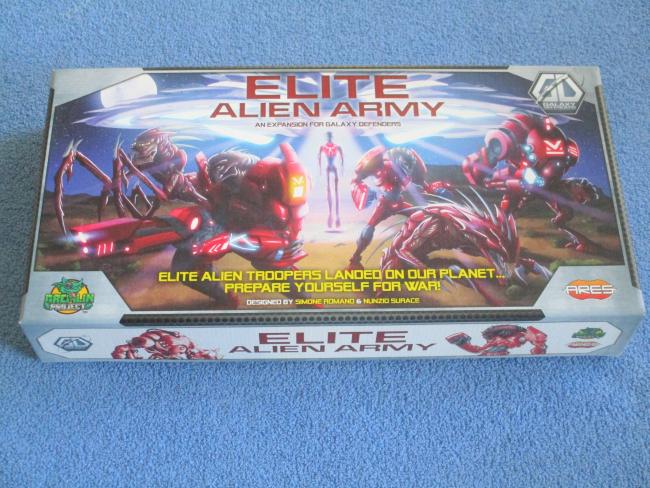 ELITE
ALIEN ARMY
AN EXPANSION FOR GALAXY DEFENDERS
GD
GALAXY
ELITE ALIEN TROOPERS LANDED ON OUR PLANET...
PREPARE YOURSELF FOR WAR!
DESIGNED BY SIMONE ROMANO & NUNZIO SURACE
GREMLIN
PROJECT
ARES
ELITE
ALIEN ARMY